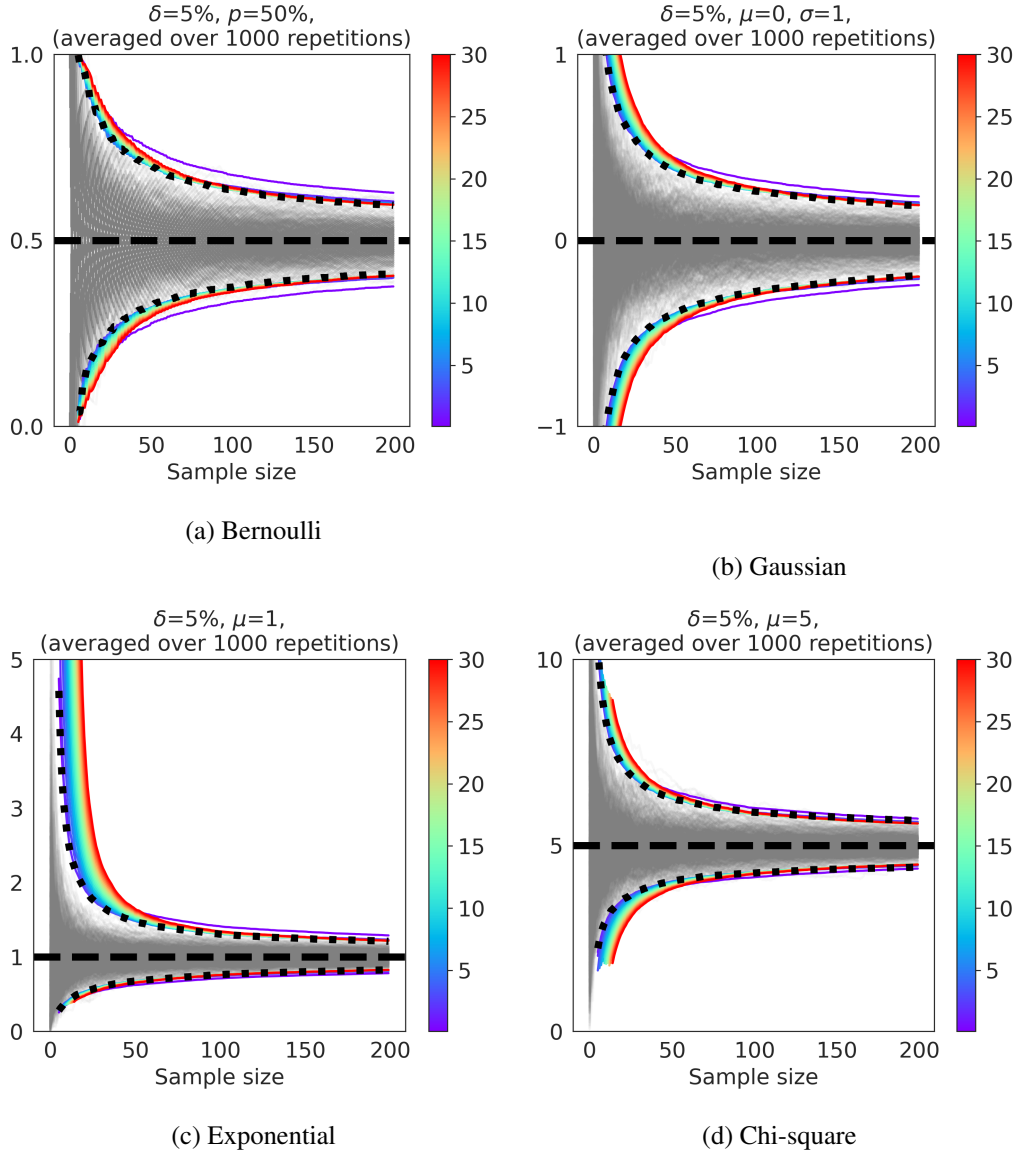 δ=5%, p=50%,
(averaged over 1000 repetitions)
1.0
0.5
0.0
0 50 100 150 200
Sample size
30
25
20
15
10
5
(a) Bernoulli
δ=5%, μ=0, σ=1,
(averaged over 1000 repetitions)
1
0
−1
0 50 100 150 200
Sample size
30
25
20
15
10
5
(b) Gaussian
δ=5%, μ=1,
(averaged over 1000 repetitions)
5
4
3
2
1
0
0 50 100 150 200
Sample size
30
25
20
15
10
5
(c) Exponential
δ=5%, μ=5,
(averaged over 1000 repetitions)
10
5
0
0 50 100 150 200
Sample size
30
25
20
15
10
5
(d) Chi-square